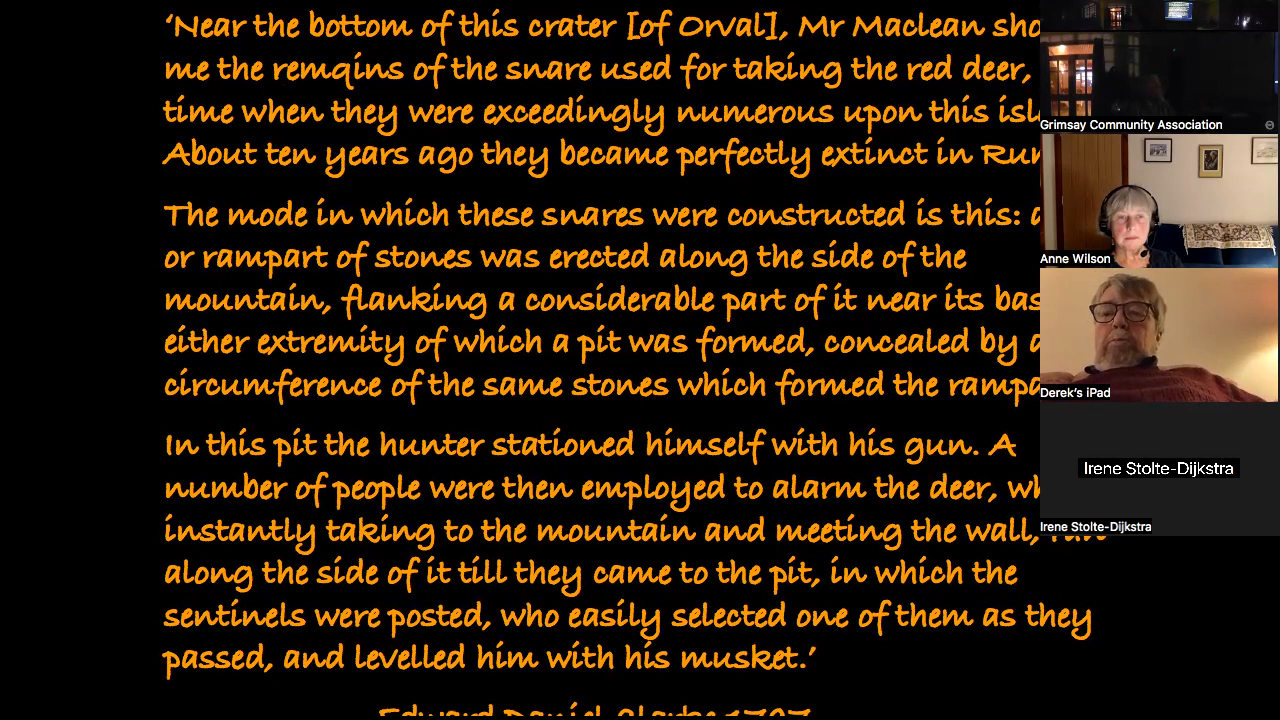 ‘Near the bottom of this crater [of Orval], Mr Maclean
me the remqins of the snare used for taking the red deer,
time when they were exceedingly numerous upon this
About ten years ago they became perfectly extinct in
The mode in which these snares were constructed is this:
or rampart of stones was erected along the side of the
mountain, flanking a considerable part of it near its
either extremity of which a pit was formed, concealed by
circumference of the same stones which formed the
In this pit the hunter stationed himself with his gun. A
number of people were then employed to alarm the deer,
instantly taking to the mountain and meeting the wall,
along the side of it till they came to the pit, in which the
sentinels were posted, who easily selected one of them as they
passed, and levelled him with his musket.’
Edward Daniel Clarke 1797
Grimsay Community Association
Anne Wilson
Derek’s iPad
Irene Stolte-Dijkstra
Irene Stolte-Dijkstra